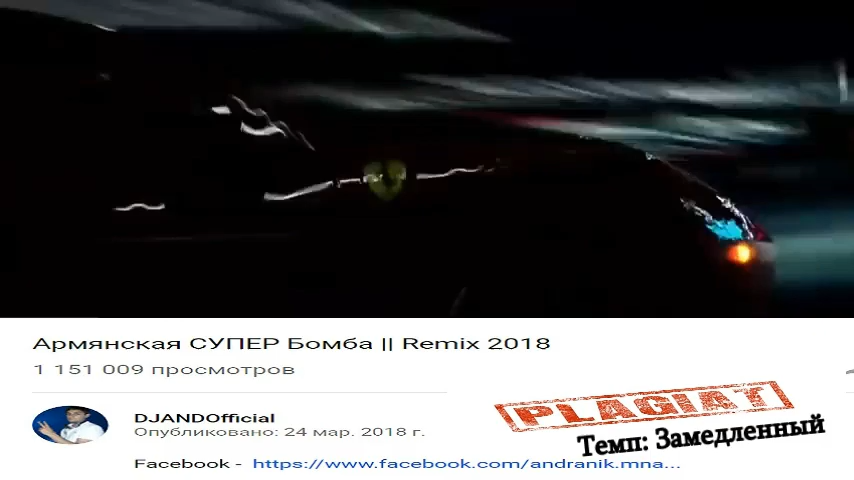 Армянская СУПЕР Бомба || Remix 2018
1 151 009 просмотров
DJANDOfficial
Опубликовано: 24 мар. 2018 г.
Facebook - https://www.facebook.com/andranik.mna...
PLAGIAT
Темп: Замедленный